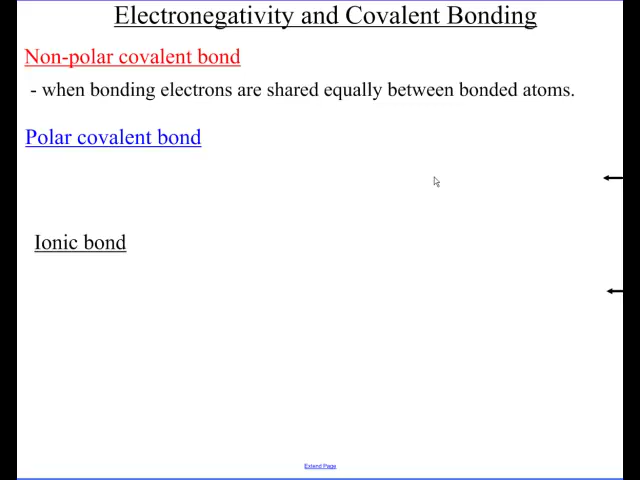 Electronegativity and Covalent Bonding
Non-polar covalent bond
- when bonding electrons are shared equally between bonded atoms.
Polar covalent bond
Ionic bond
Extend Page